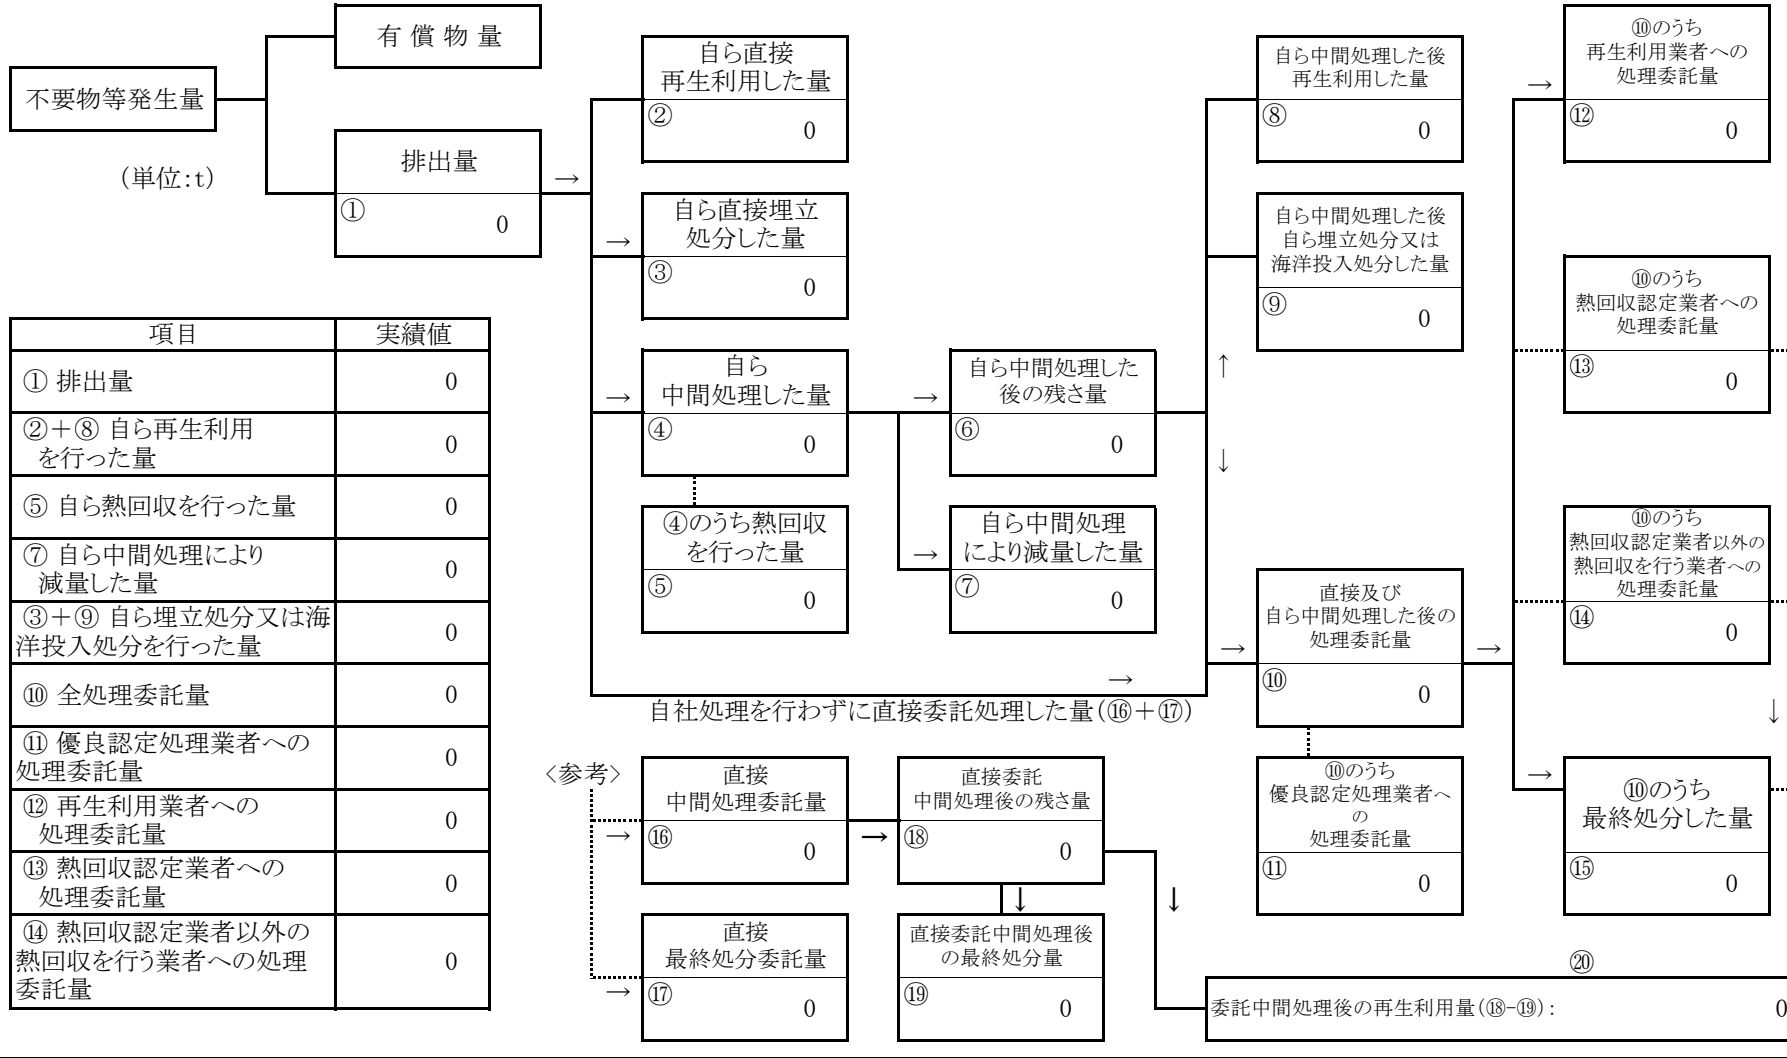 有償物量
不要物等発生量
(単位:t)
排出量
①
0
→
自ら直接
再生利用した量
②
0
→
自ら直接埋立
処分した量
③
0
→
自ら
中間処理した量
④
0
④のうち熱回収
を行った量
⑤
0
→
自ら中間処理した
後の残さ量
⑥
0
→
自ら中間処理
により減量した量
⑦
0
↑
↓
自ら中間処理した後
再生利用した量
⑧
0
自ら中間処理した後
自ら埋立処分又は
海洋投入処分した量
⑨
0
→
直接及び
自ら中間処理した後の
処理委託量
⑩
0
→
⑩のうち
優良認定処理業者へ
の
処理委託量
⑪
0
→
⑩のうち
再生利用業者への
処理委託量
⑫
0
⑩のうち
熱回収認定業者への
処理委託量
⑬
0
⑩のうち
熱回収認定業者以外の
熱回収を行う業者への
処理委託量
⑭
0
↓
→
⑩のうち
最終処分した量
⑮
0
→
自社処理を行わずに直接委託処理した量(⑯+⑰)
項目 実績値
① 排出量 0
②+⑧ 自ら再生利用
を行った量 0
⑤ 自ら熱回収を行った量 0
⑦ 自ら中間処理により
減量した量 0
③+⑨ 自ら埋立処分又は海
洋投入処分を行った量 0
⑩ 全処理委託量 0
⑪ 優良認定処理業者への
処理委託量 0
⑫ 再生利用業者への
処理委託量 0
⑬ 熱回収認定業者への
処理委託量 0
⑭ 熱回収認定業者以外の
熱回収を行う業者への処理
委託量 0
<参考>
→
直接
中間処理委託量
⑯
0
→
直接
最終処分委託量
⑰
0
→
直接委託
中間処理後の残さ量
⑱
0
↓
直接委託中間処理後
の最終処分量
⑲
0
↓
⑳
委託中間処理後の再生利用量(⑱-⑲): 0